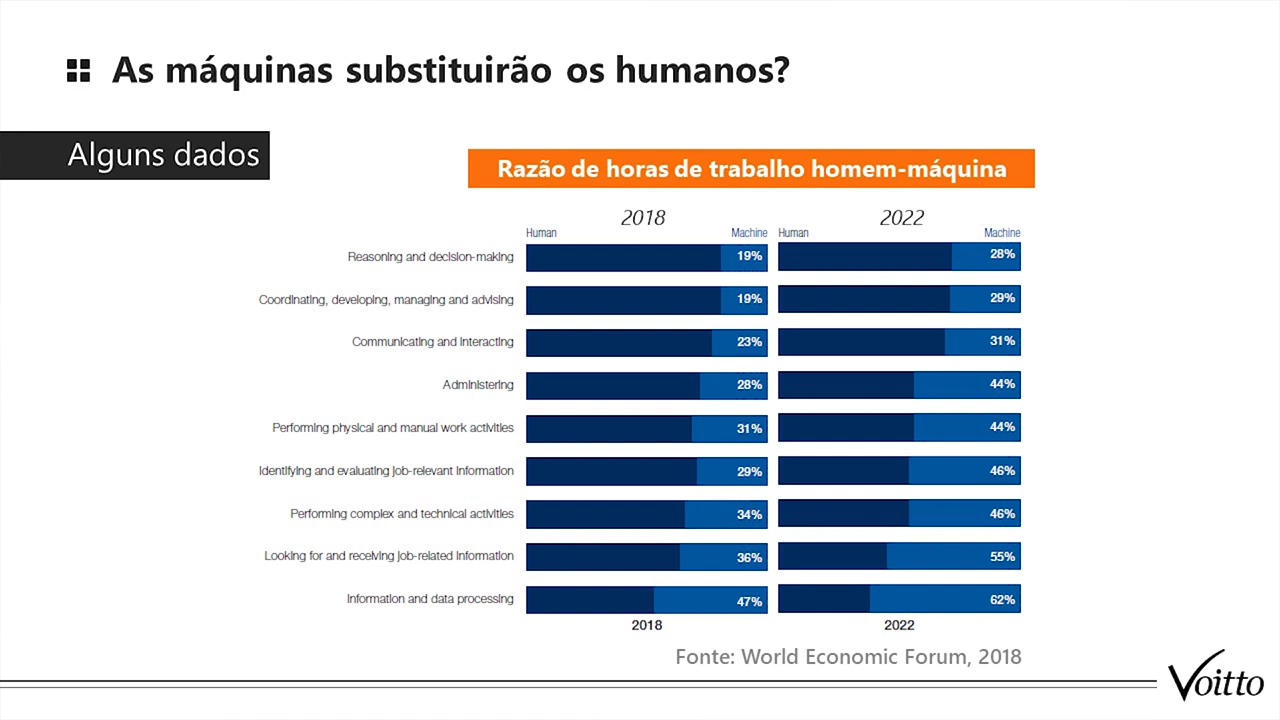 As máquinas substituirão os humanos?
Alguns dados
Razão de horas de trabalho homem-máquina
2018 2022
Human Machine Human Machine
Reasoning and decision-making 19% 28%
Coordinating, developing, managing and advising 19% 29%
Communicating and interacting 23% 31%
Administering 28% 44%
Performing physical and manual work activities 31% 44%
Identifying and evaluating job-relevant information 29% 46%
Performing complex and technical activities 34% 46%
Looking for and receiving job-related information 36% 55%
Information and data processing 47% 62%
2018 2022
Fonte: World Economic Forum, 2018
Voitto